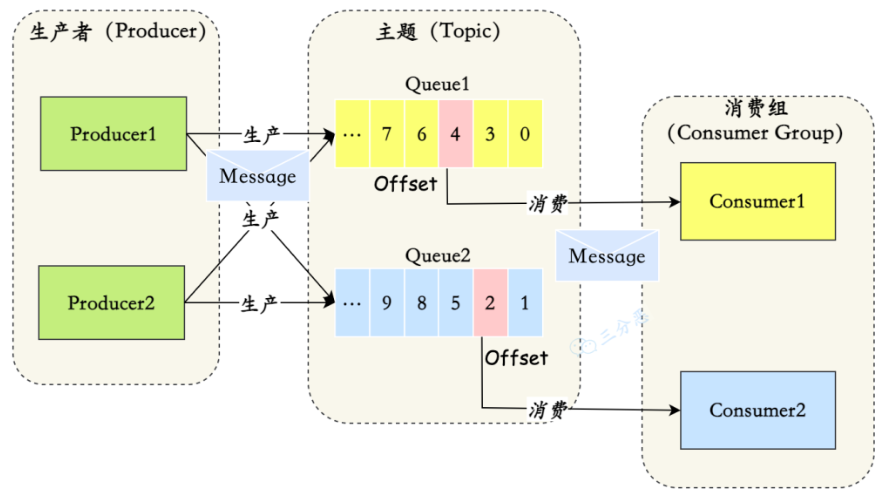 生产者（Producer)
Producer1
Producer2
生产
Message
生产
生产
主题（Topic)
Queue1
... 7 6 4 3 0
Offset
消费
Queue2
... 9 8 5 2 1
Offset
消费
Message
三分恶
消费组
(Consumer Group)
Consumer1
Consumer2